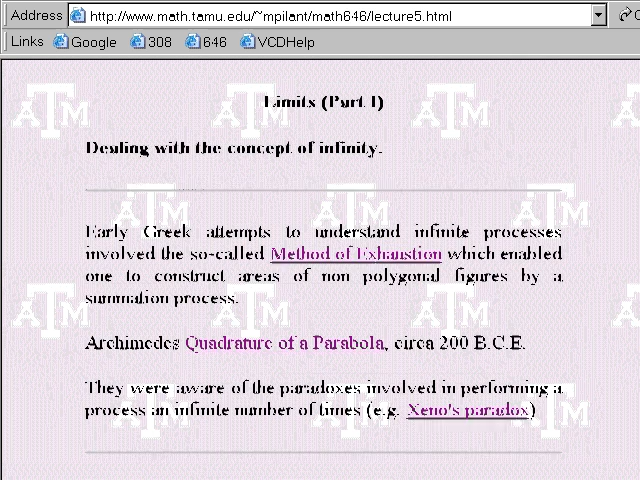 Address http://www.math.tamu.edu/~mpilant/math646/lecture5.html
Links Google 308 646 VCDHelp
Limits (Part I)
Dealing with the concept of infinity.
Early Greek attempts to understand infinite processes
involved the so-called Method of Exhaustion which enabled
one to construct areas of non polygonal figures by a
summation process.
Archimedes Quadrature of a Parabola, circa 200 B.C.E.
They were aware of the paradoxes involved in performing a
process an infinite number of times (e.g. Xeno's paradox)